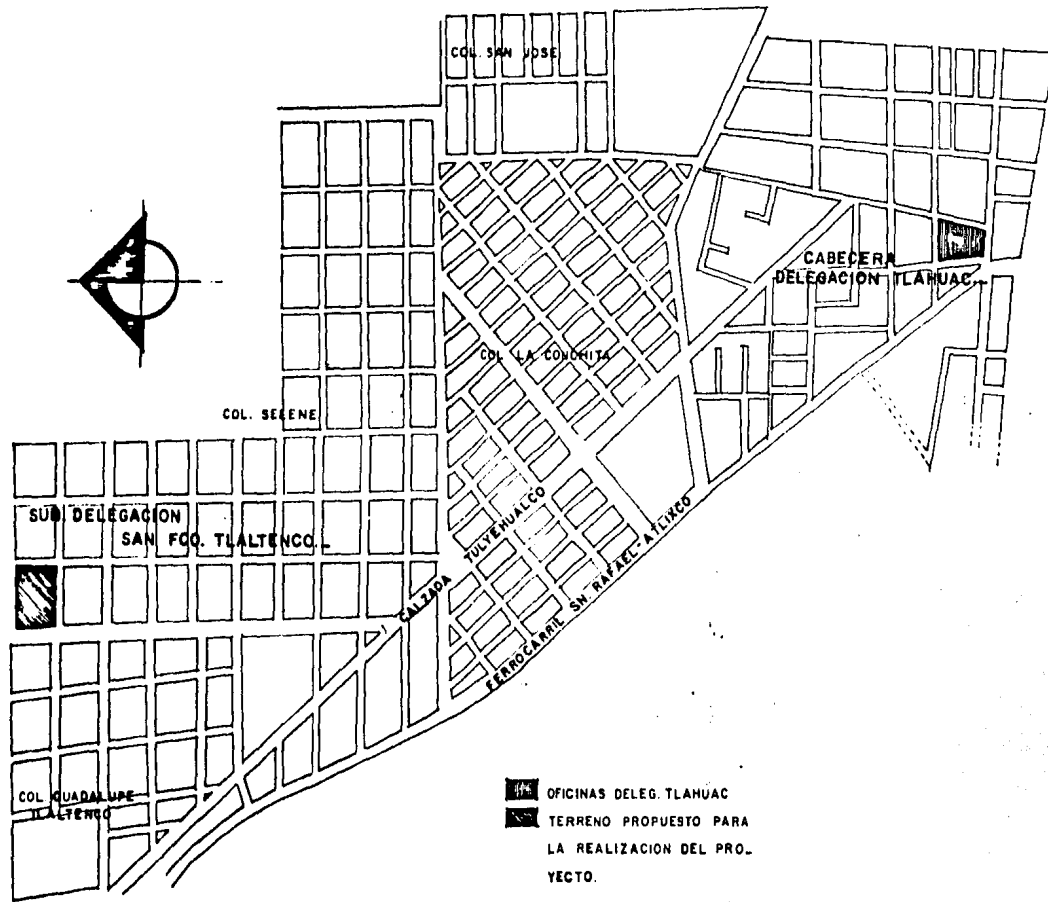 COL. SAN JOSE
CABECERA
DELEGACION TLAHUAC
COL. LA CONCHITA
COL. SELENE
SUB. DELEGACION
SAN FCO. TLALTENCO
CALZADA TULYEHUALCO
FERROCARRIL SN. RAFAEL-ATLIXCO
COL GUADALUPE
TLALTENCO
OFICINAS DELEG. TLAHUAC
TERRENO PROPUESTO PARA
LA REALIZACION DEL PRO_
YECTO.